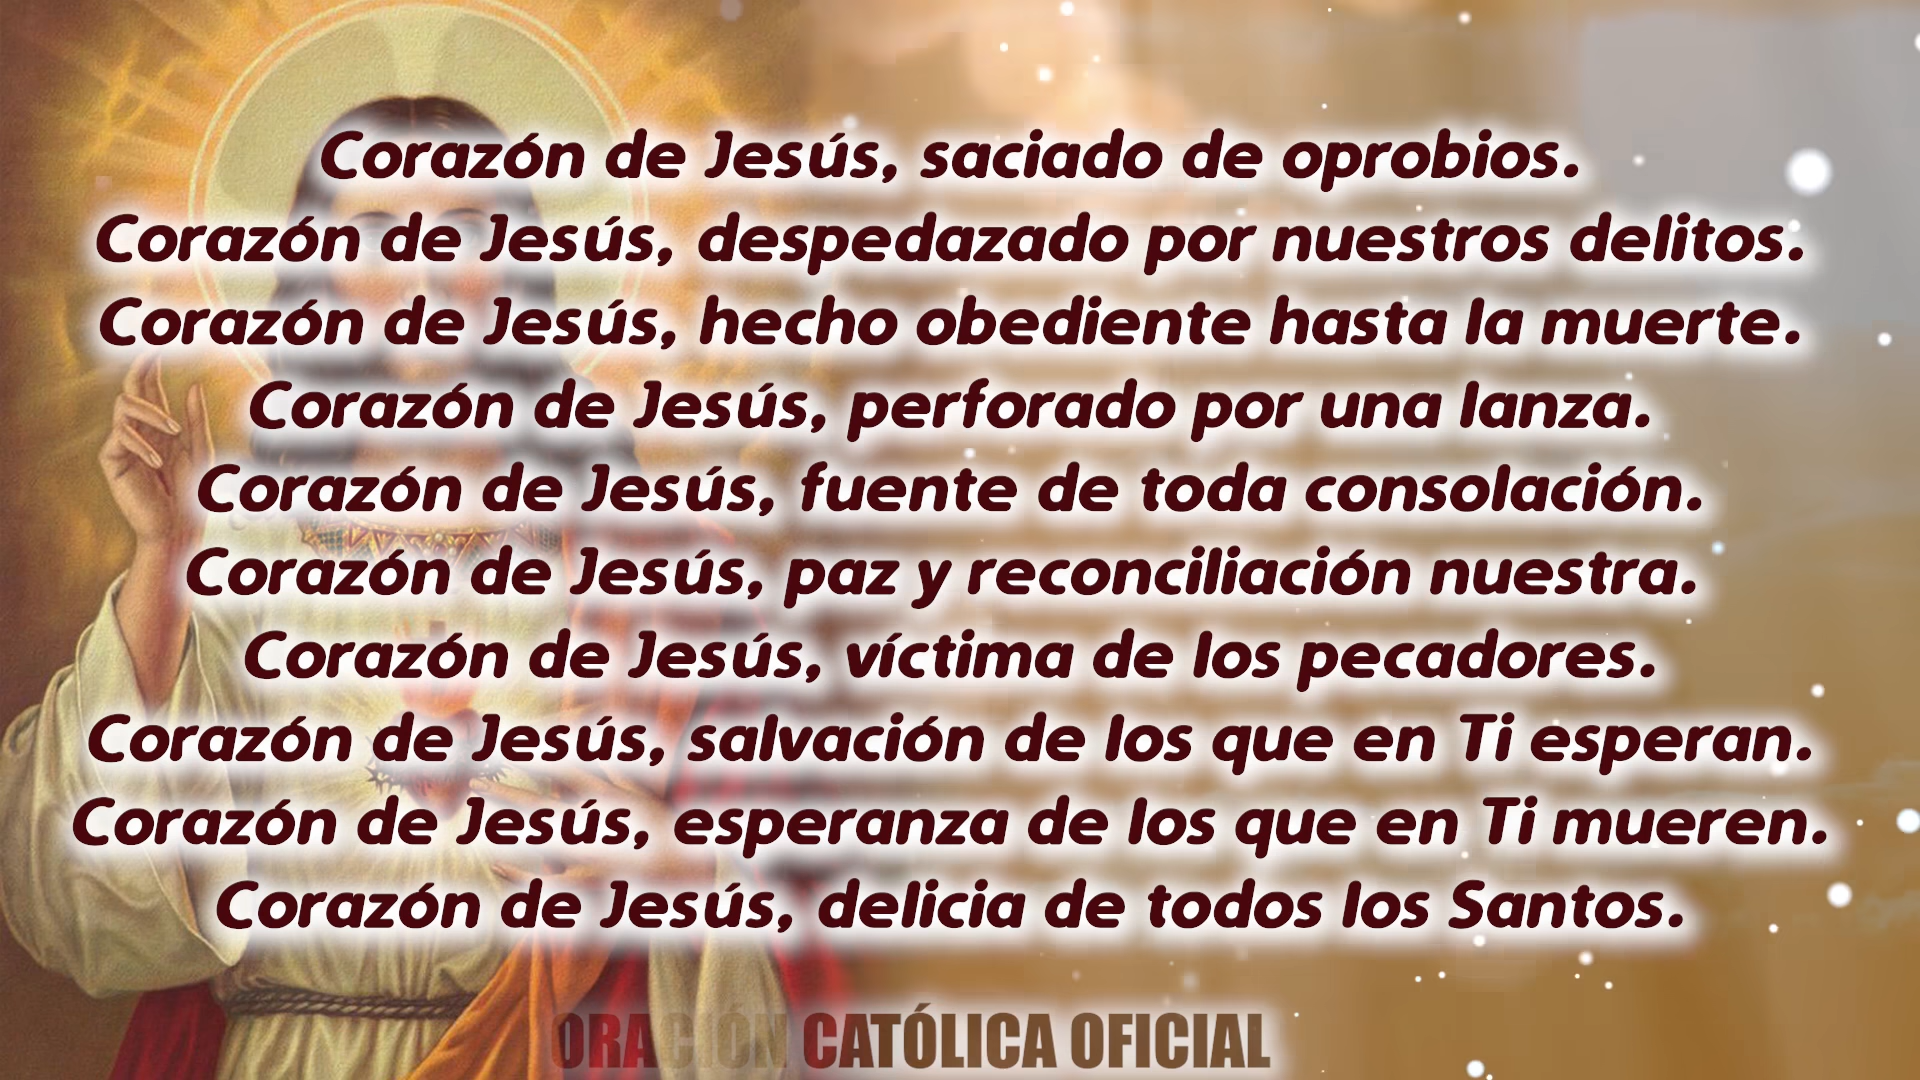 Corazón de Jesús, saciado de oprobios.
Corazón de Jesús, despedazado por nuestros delitos.
Corazón de Jesús, hecho obediente hasta la muerte.
Corazón de Jesús, perforado por una lanza.
Corazón de Jesús, fuente de toda consolación.
Corazón de Jesús, paz y reconciliación nuestra.
Corazón de Jesús, víctima de los pecadores.
Corazón de Jesús, salvación de los que en Ti esperan.
Corazón de Jesús, esperanza de los que en Ti mueren.
Corazón de Jesús, delicia de todos los Santos.
ORACIÓN CATÓLICA OFICIAL